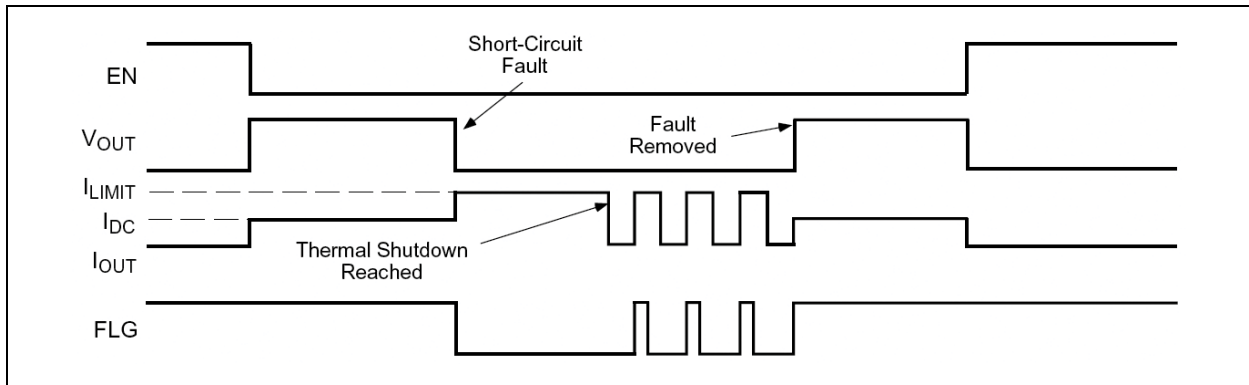 EN
Short-Circuit
Fault
VOUT
Fault
Removed
ILIMIT
IDC
Thermal Shutdown
Reached
IOUT
FLG